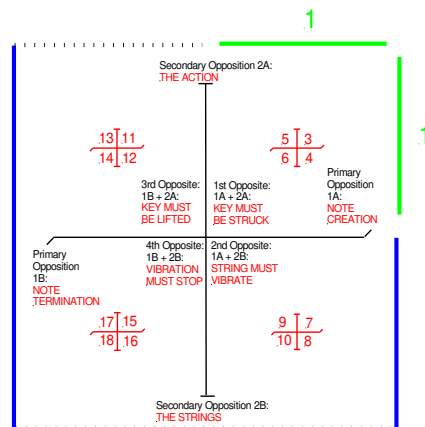 1
Secondary Opposition 2A:
THE ACTION
1
13 11
14 12
5 3
6 4
3rd Opposite:
1B + 2A:
KEY MUST
BE LIFTED
1st Opposite:
1A + 2A:
KEY MUST
BE STRUCK
Primary
Opposition
1A:
NOTE
CREATION
Primary
Opposition
1B:
NOTE
TERMINATION
4th Opposite:
1B + 2B:
VIBRATION
MUST STOP
2nd Opposite:
1A + 2B:
STRING MUST
VIBRATE
17 15
18 16
9 7
10 8
Secondary Opposition 2B:
THE STRINGS